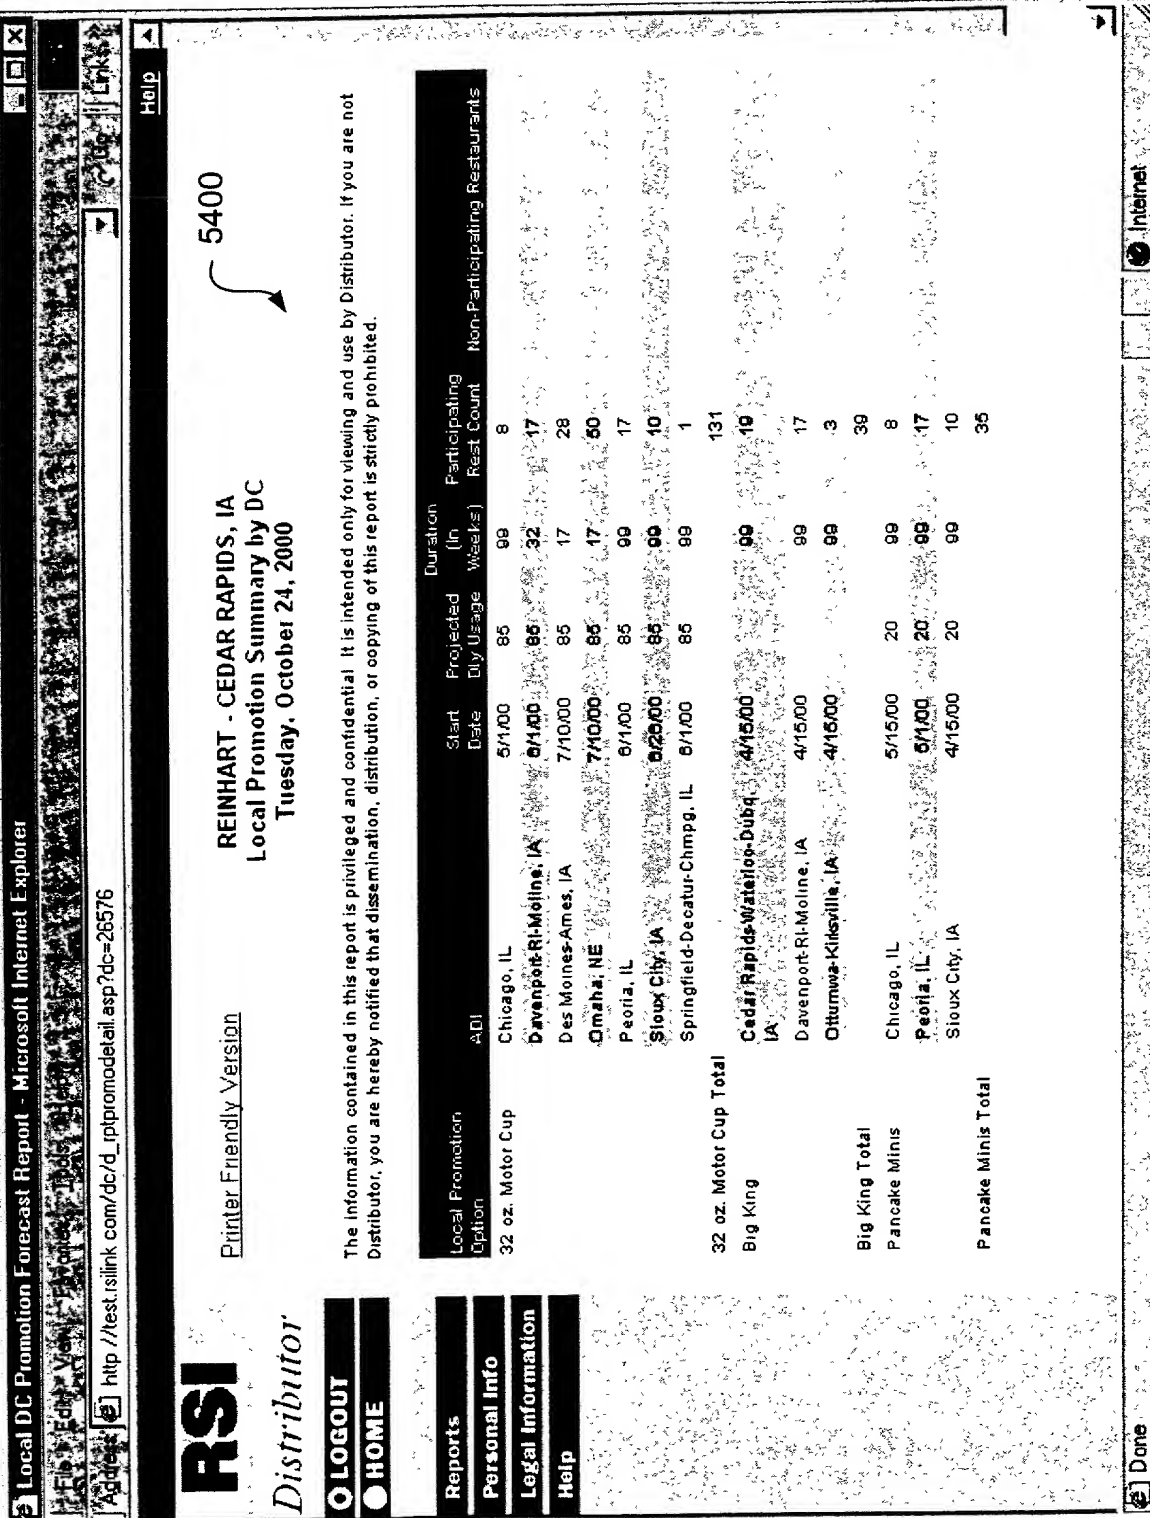 Local DC Promotion Forecast Report - Microsoft Internet Explorer
File Edit View Favorites Tools Help
Address http://test.rsilink.com/dc/d_rptpromodetail.asp?dc=26576 Go Links
Help
RSI
Distributor
LOGOUT
HOME
Reports
Personal Info
Legal Information
Help
Printer Friendly Version
REINHART - CEDAR RAPIDS, IA
Local Promotion Summary by DC
Tuesday, October 24, 2000
5400
The information contained in this report is privileged and confidential It is intended only for viewing and use by Distributor. If you are not
Distributor, you are hereby notified that dissemination, distribution, or copying of this report is strictly prohibited.
Local Promotion Option ADI Start Date Projected Dly Usage Duration (In Weeks) Participating Rest Count Non-Participating Restaurants
32 oz. Motor Cup Chicago, IL 5/1/00 85 99 8
Davenport-RI-Moline, IA 6/1/00 85 32 17
Des Moines-Ames, IA 7/10/00 85 17 28
Omaha, NE 7/10/00 85 17 50
Peoria, IL 6/1/00 85 99 17
Sioux City, IA 6/26/00 85 99 10
Springfield-Decatur-Chmpg, IL 6/1/00 85 99 1
32 oz. Motor Cup Total 131
Big King Cedar Rapids-Waterloo-Dubq, IA 4/15/00 99 19
Davenport-RI-Moline, IA 4/15/00 99 17
Ottumwa-Kiksville, IA 4/15/00 99 3
Big King Total 39
Pancake Minis Chicago, IL 5/15/00 20 99 8
Peoria, IL 5/1/00 20 99 17
Sioux City, IA 4/15/00 20 99 10
Pancake Minis Total 35
Done Internet